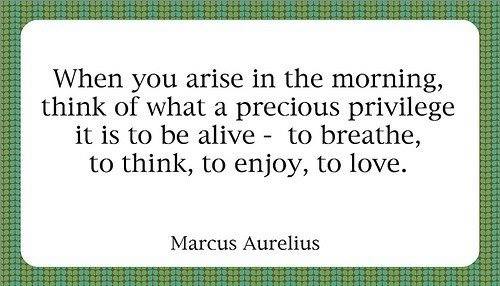 When you arise in the morning,
think of what a precious privilege
it is to be alive -  to breathe,
to think, to enjoy, to love.
Marcus Aurelius